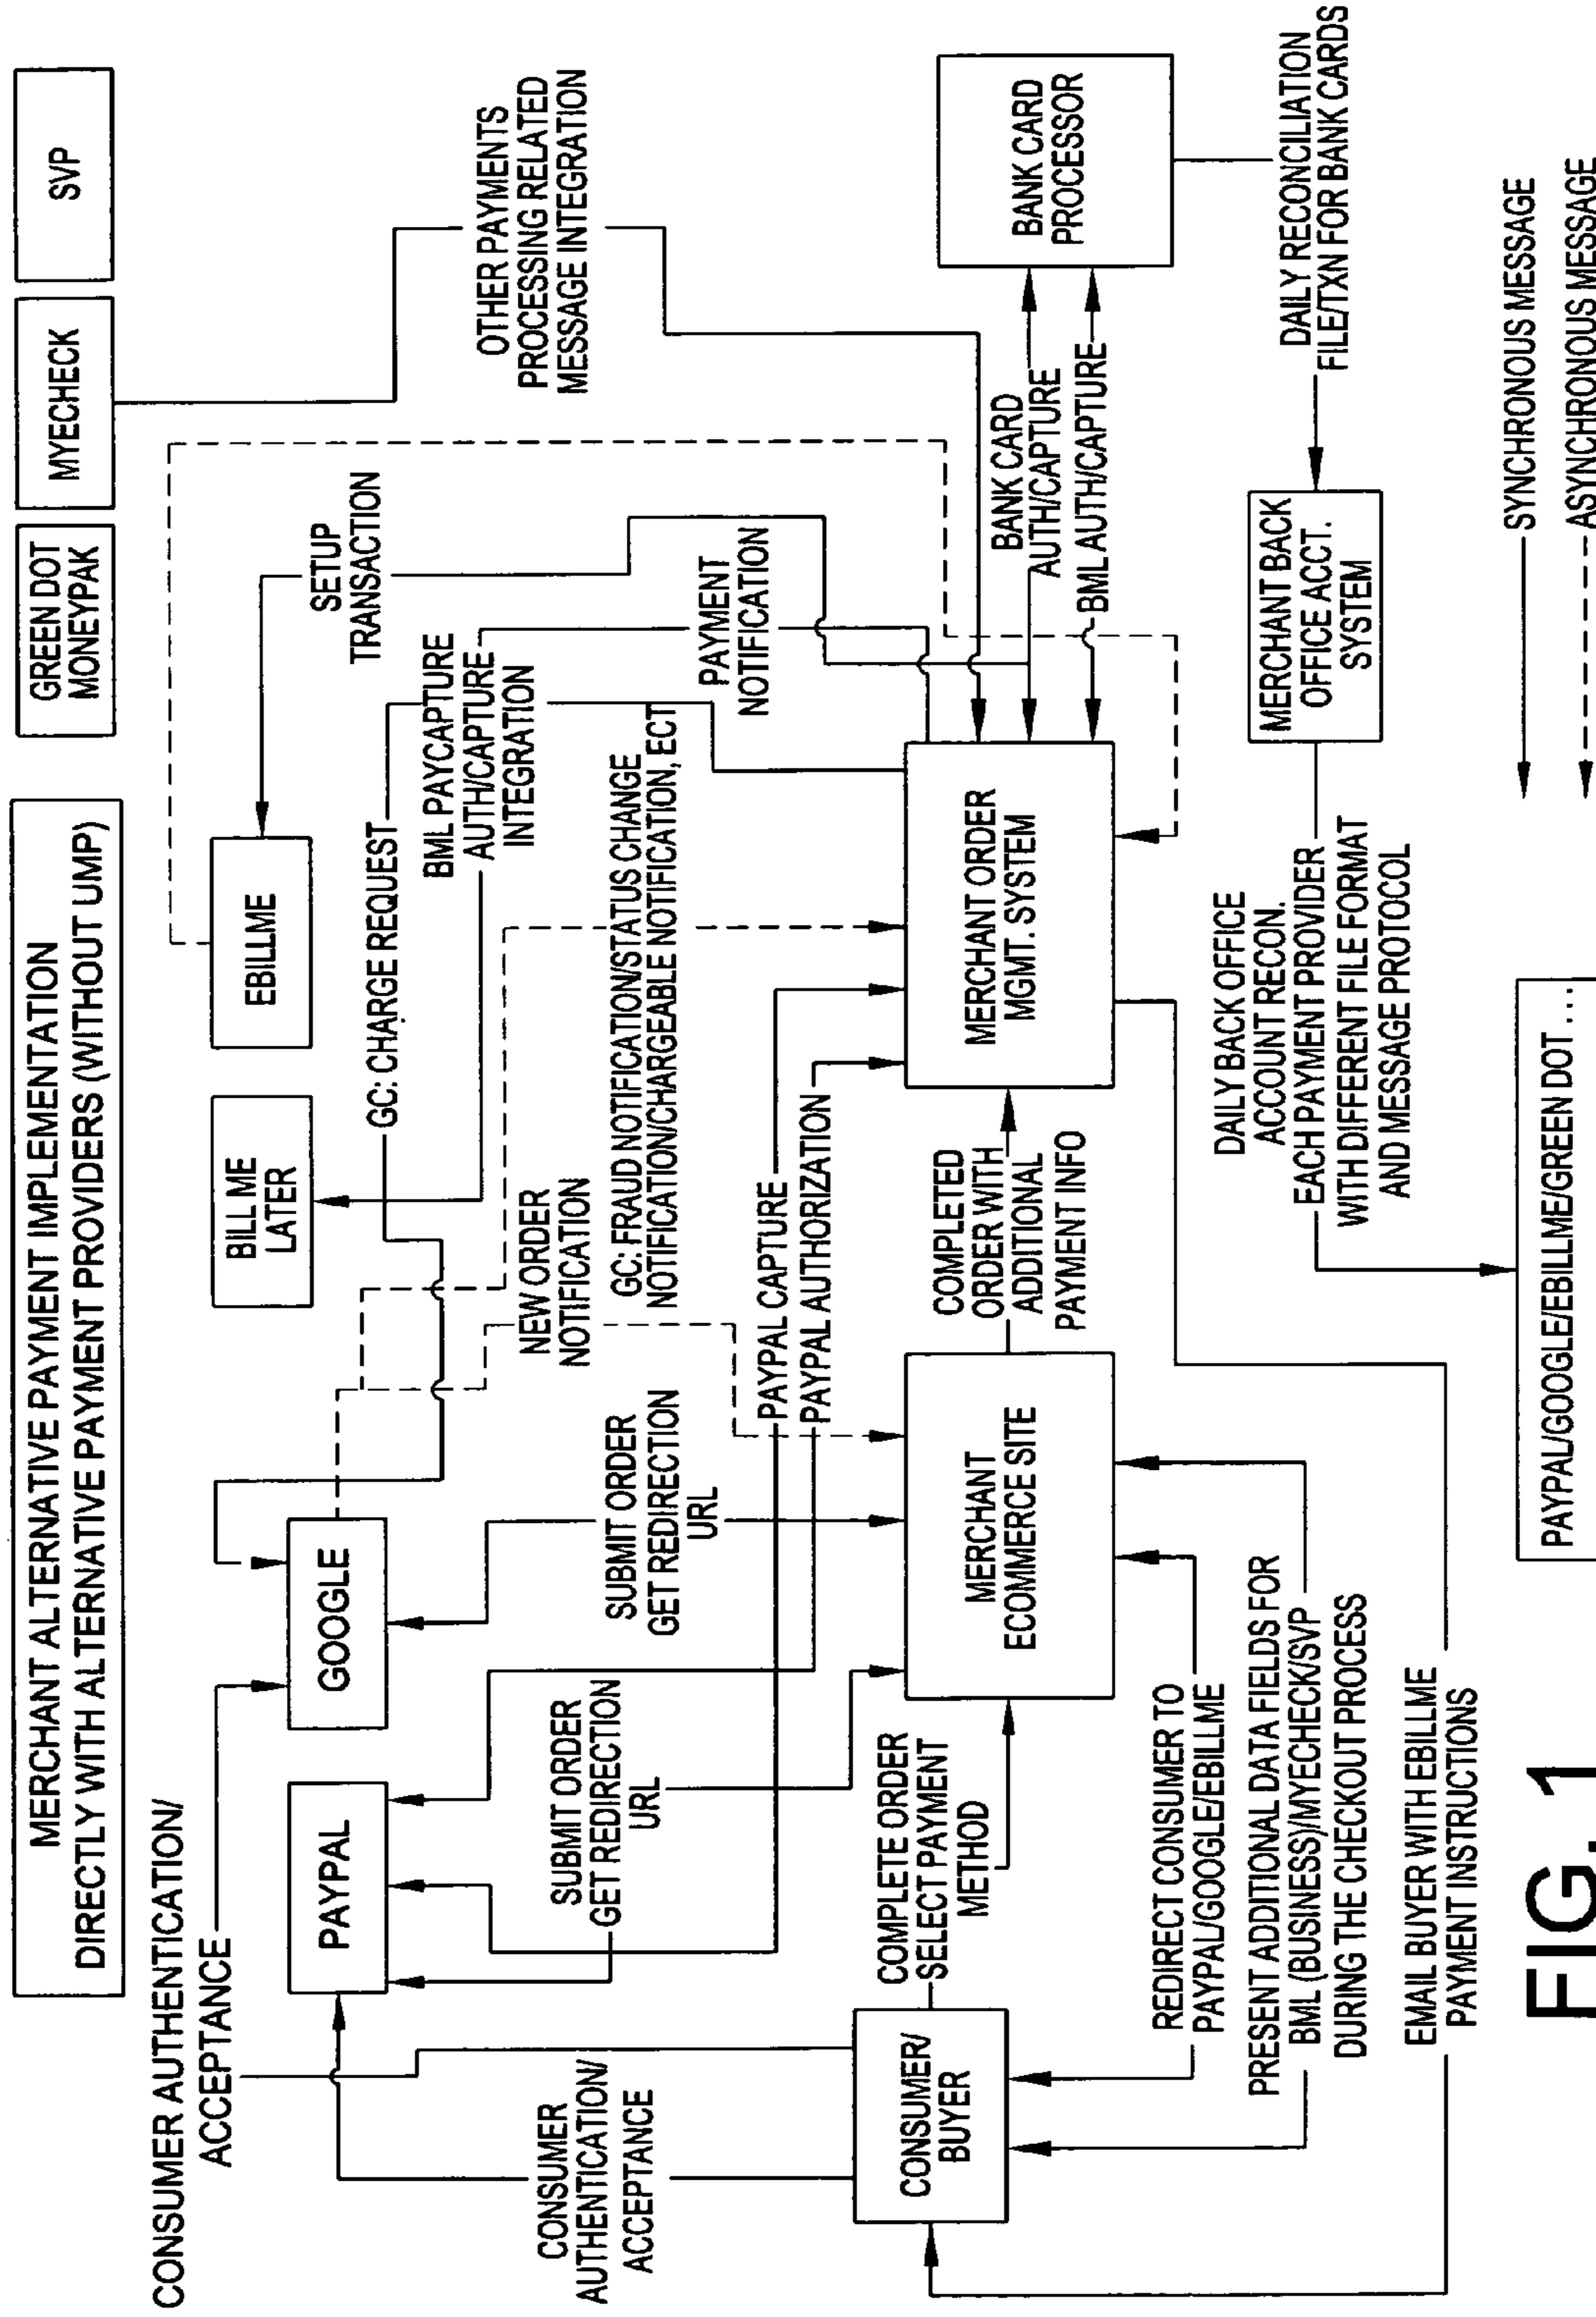 MERCHANT ALTERNATIVE PAYMENT IMPLEMENTATION
DIRECTLY WITH ALTERNATIVE PAYMENT PROVIDERS (WITHOUT UMP)
GREEN DOT
MONEYPAK
MYECHECK
SVP
CONSUMER AUTHENTICATION/
ACCEPTANCE
BILL ME
LATER
EBILLME
SETUP
TRANSACTION
OTHER PAYMENTS
PROCESSING RELATED
MESSAGE INTEGRATION
PAYPAL
GOOGLE
GC: CHARGE REQUEST
BML PAYCAPTURE
AUTH/CAPTURE
INTEGRATION
NEW ORDER
NOTIFICATION
GC: FRAUD NOTIFICATION/STATUS CHANGE
NOTIFICATION/CHARGEABLE NOTIFICATION, ECT
PAYMENT
NOTIFICATION
CONSUMER
AUTHENTICATION/
ACCEPTANCE
SUBMIT ORDER
GET REDIRECTION
URL
SUBMIT ORDER
GET REDIRECTION
URL
PAYPAL CAPTURE
PAYPAL AUTHORIZATION
CONSUMER/
BUYER
COMPLETE ORDER
SELECT PAYMENT
METHOD
MERCHANT
ECOMMERCE SITE
COMPLETED
ORDER WITH
ADDITIONAL
PAYMENT INFO
MERCHANT ORDER
MGMT. SYSTEM
BANK CARD
AUTH/CAPTURE
BML AUTH/CAPTURE
BANK CARD
PROCESSOR
REDIRECT CONSUMER TO
PAYPAL/GOOGLE/EBILLME
PRESENT ADDITIONAL DATA FIELDS FOR
BML (BUSINESS)/MYECHECK/SVP
DURING THE CHECKOUT PROCESS
EMAIL BUYER WITH EBILLME
PAYMENT INSTRUCTIONS
DAILY BACK OFFICE
ACCOUNT RECON.
EACH PAYMENT PROVIDER
WITH DIFFERENT FILE FORMAT
AND MESSAGE PROTOCOL
MERCHANT BACK
OFFICE ACCT.
SYSTEM
DAILY RECONCILIATION
FILE/TXN FOR BANK CARDS
PAYPAL/GOOGLE/EBILLME/GREEN DOT ...
SYNCHRONOUS MESSAGE
ASYNCHRONOUS MESSAGE
FIG. 1